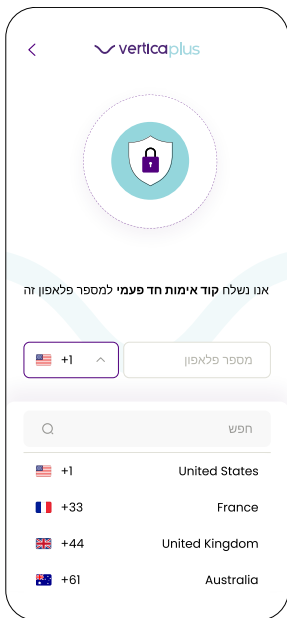 verticaplus
אנו נשלח קוד אימות חד פעמי למספר פלאפון זה
מספר פלאפון
+1
חפש
United States +1
France +33
United Kingdom +44
Australia +61